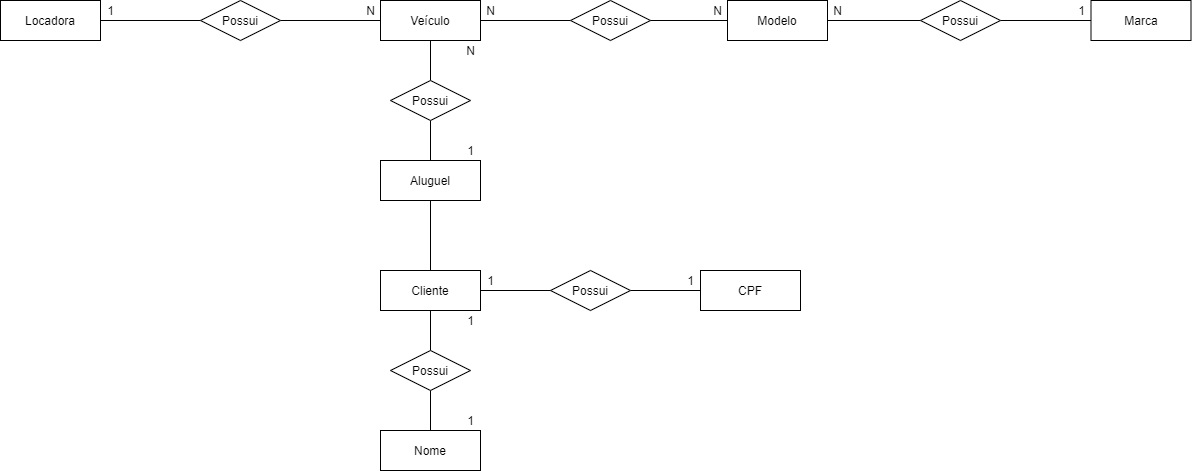 Locadora
1
Possui
N
Veículo
N
Possui
N
Modelo
N
Possui
1
Marca
N
Possui
1
Aluguel
Cliente
1
Possui
1
CPF
1
Possui
1
Nome